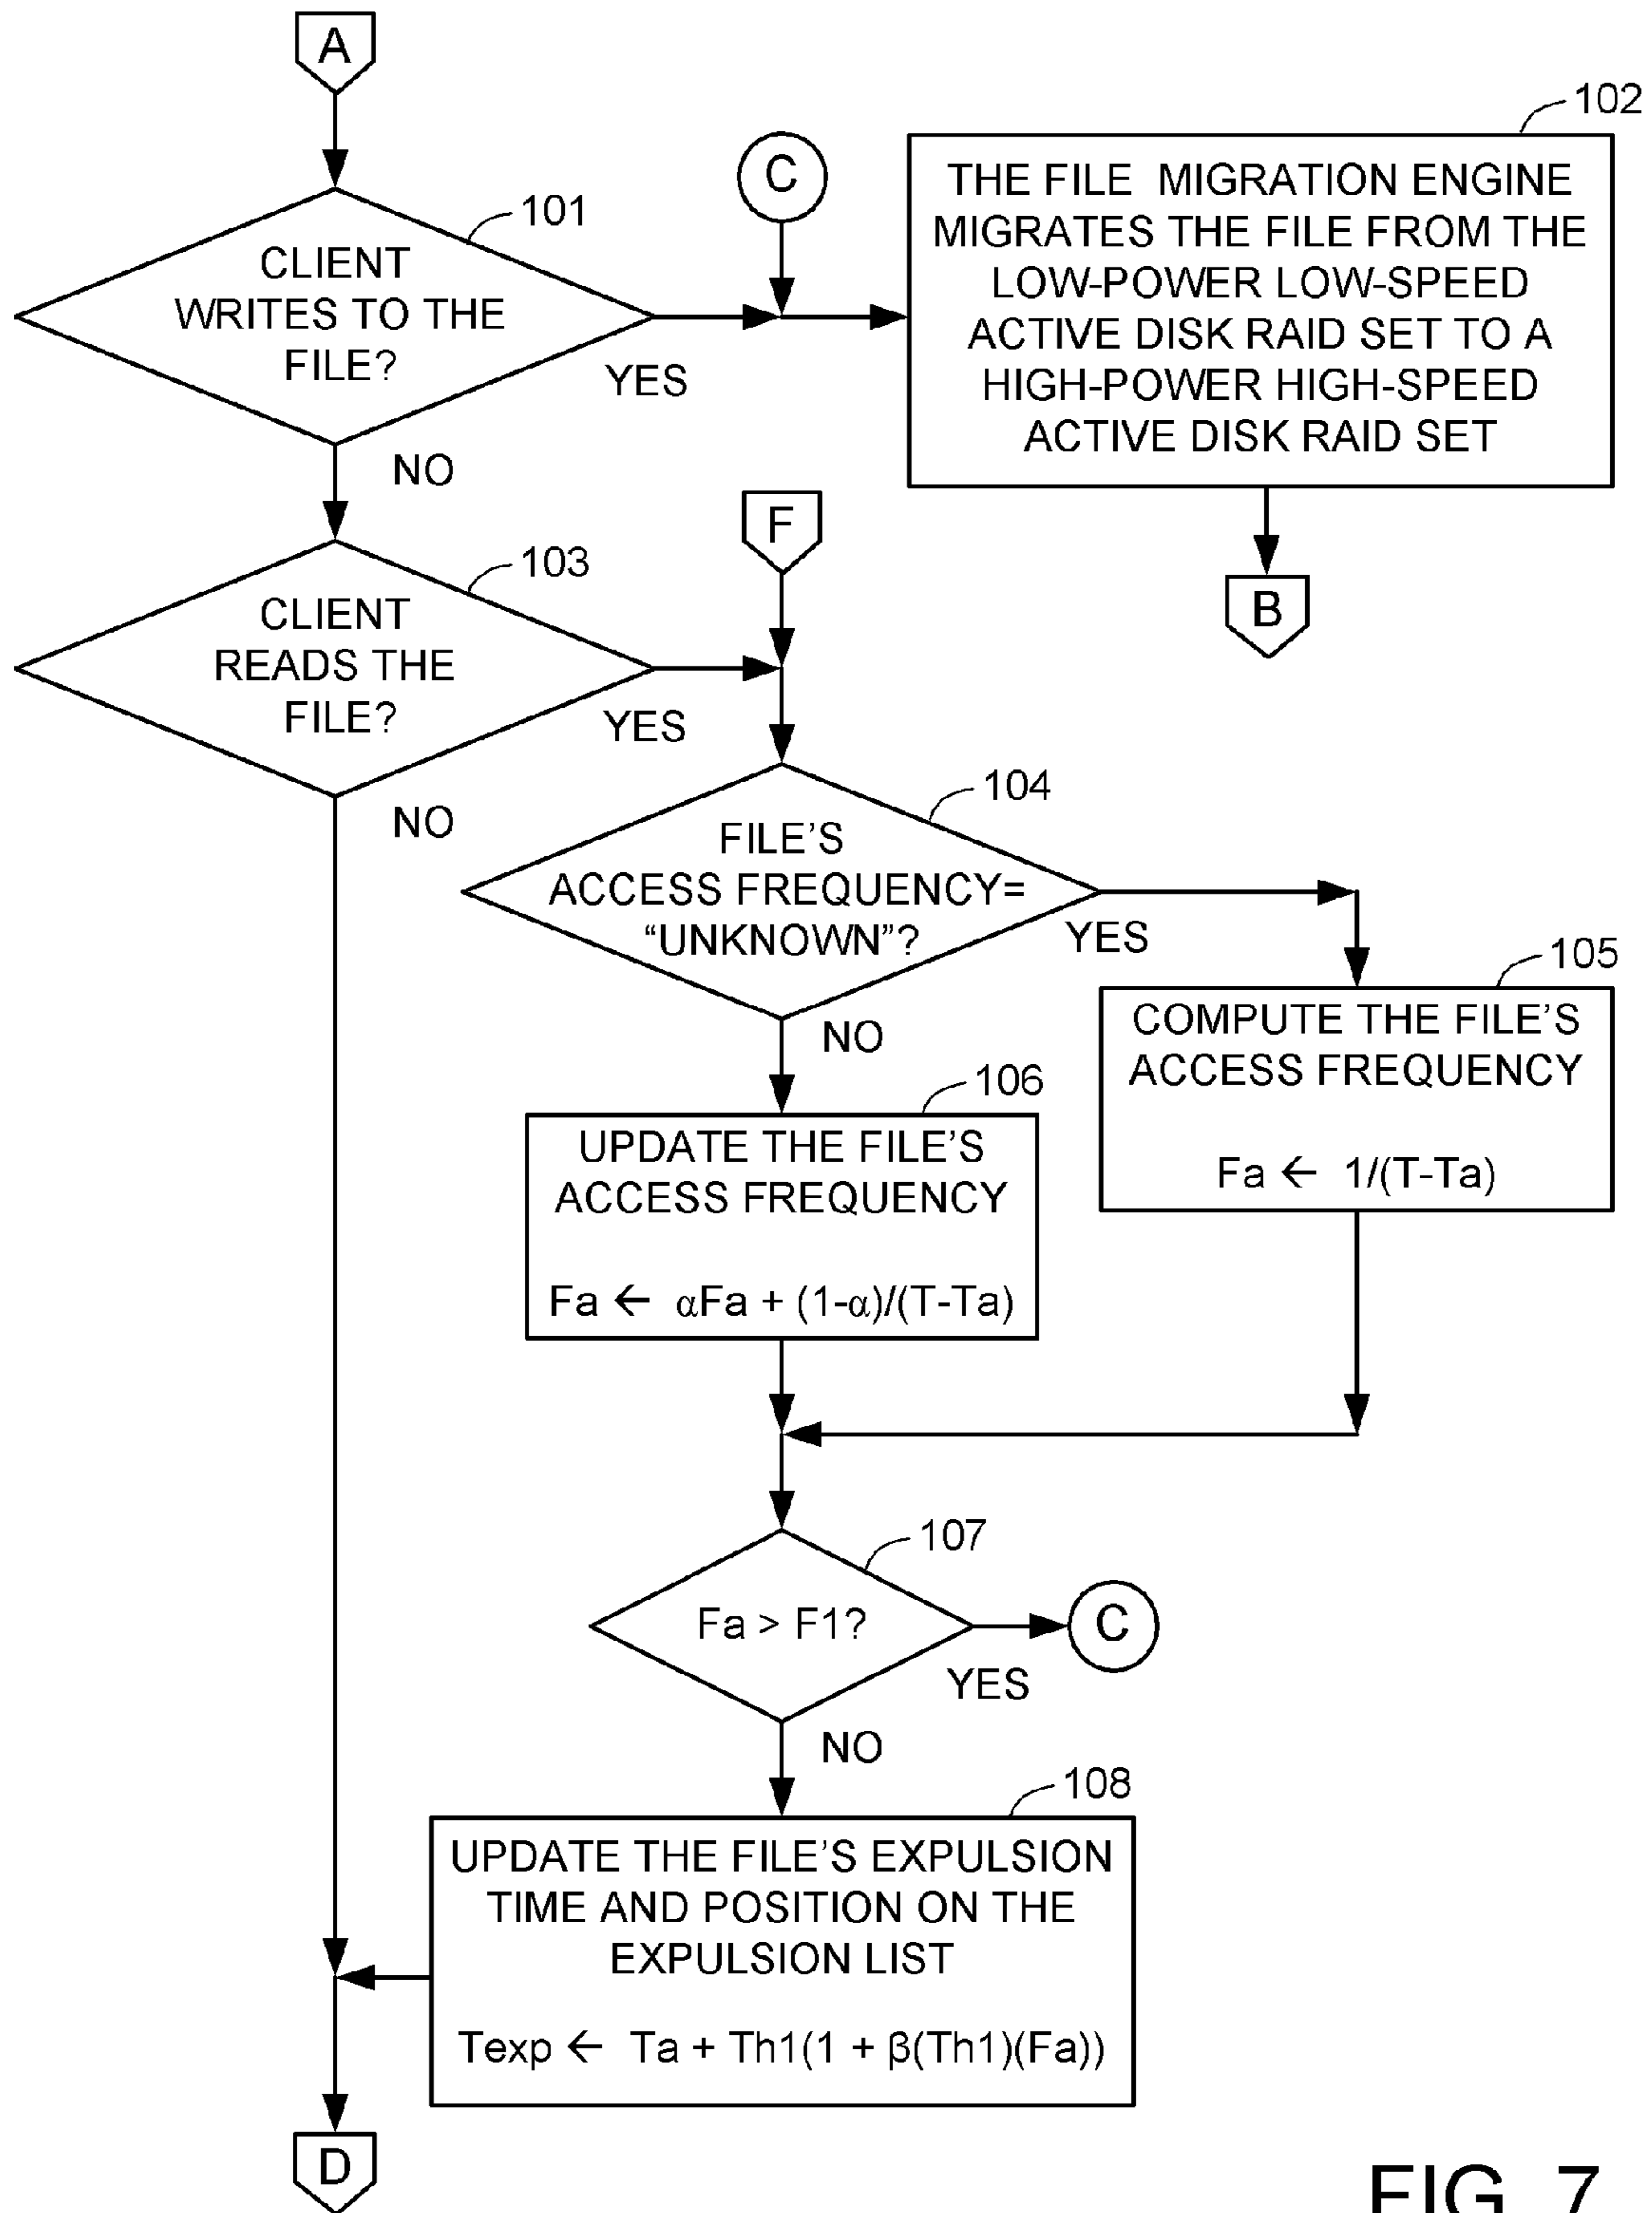 A
101
CLIENT
WRITES TO THE
FILE?
YES
NO
C
102
THE FILE MIGRATION ENGINE
MIGRATES THE FILE FROM THE
LOW-POWER LOW-SPEED
ACTIVE DISK RAID SET TO A
HIGH-POWER HIGH-SPEED
ACTIVE DISK RAID SET
B
103
CLIENT
READS THE
FILE?
YES
NO
F
104
FILE'S
ACCESS FREQUENCY=
“UNKNOWN”?
YES
NO
105
COMPUTE THE FILE'S
ACCESS FREQUENCY
Fa ← 1/(T-Ta)
106
UPDATE THE FILE'S
ACCESS FREQUENCY
Fa ← αFa + (1-α)/(T-Ta)
107
Fa > F1?
YES
C
NO
108
UPDATE THE FILE'S EXPULSION
TIME AND POSITION ON THE
EXPULSION LIST
Texp ← Ta + Th1(1 + β(Th1)(Fa))
D
FIG. 7